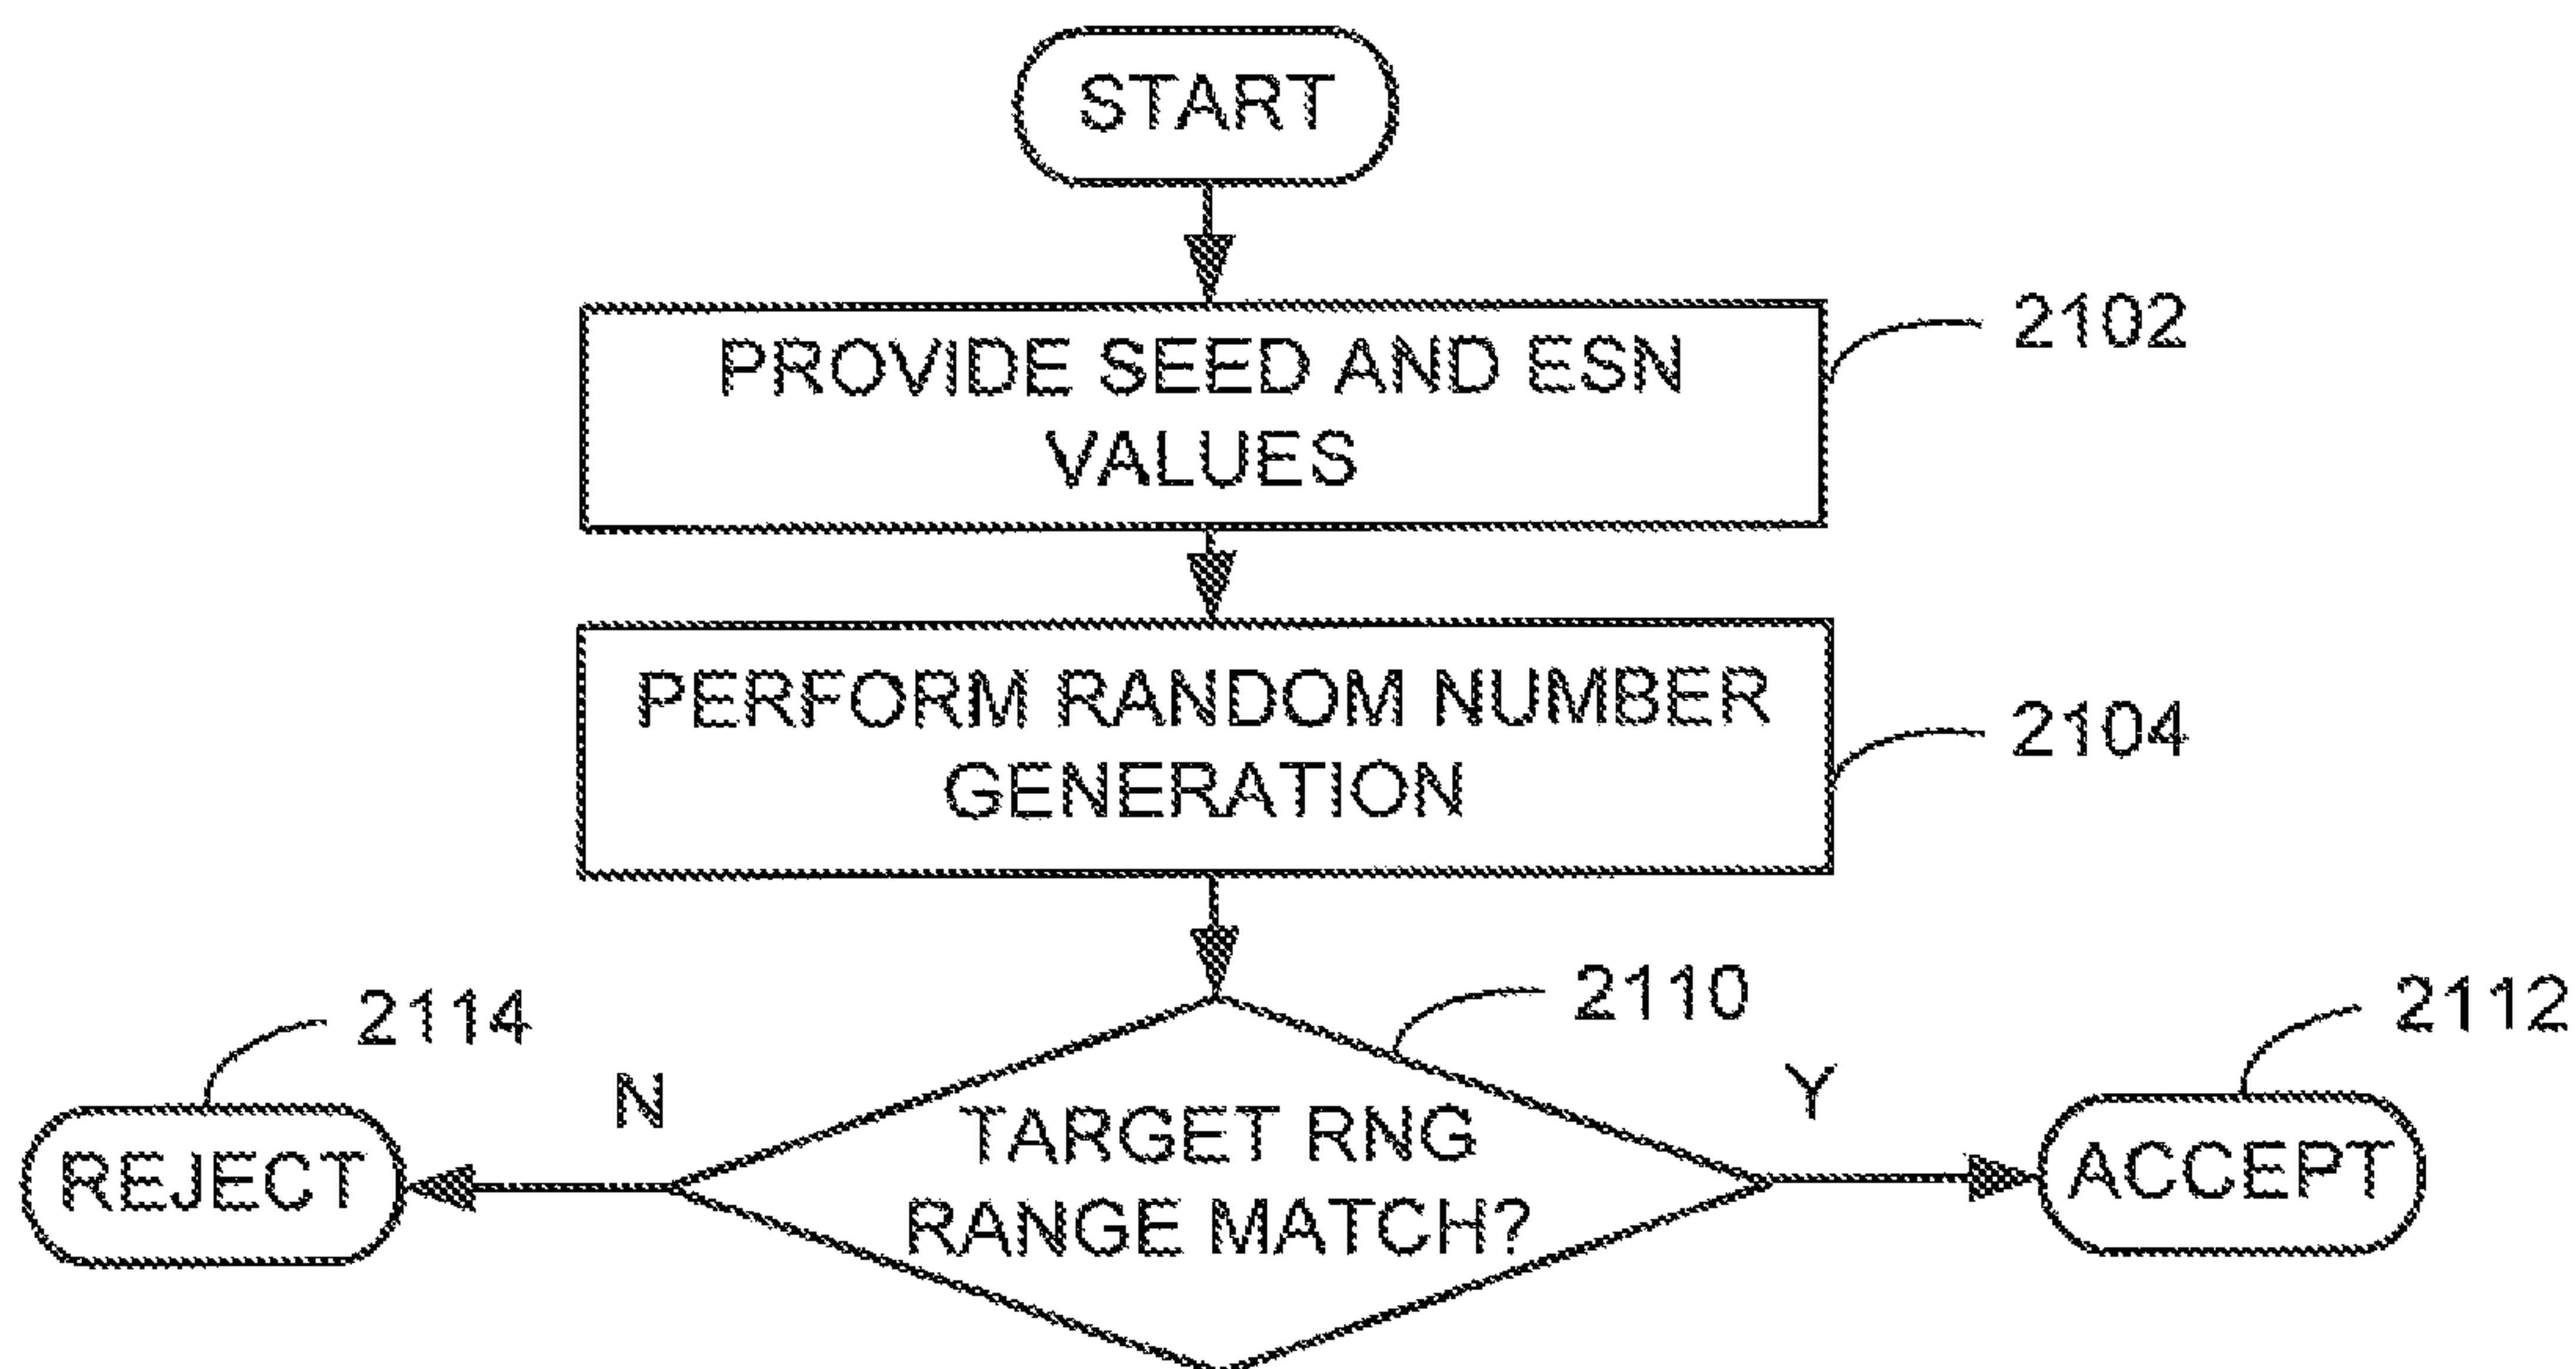 START
PROVIDE SEED AND ESN
VALUES
2102
PERFORM RANDOM NUMBER
GENERATION
2104
2114
N
REJECT
TARGET RNG
RANGE MATCH?
2110
Y
2112
ACCEPT